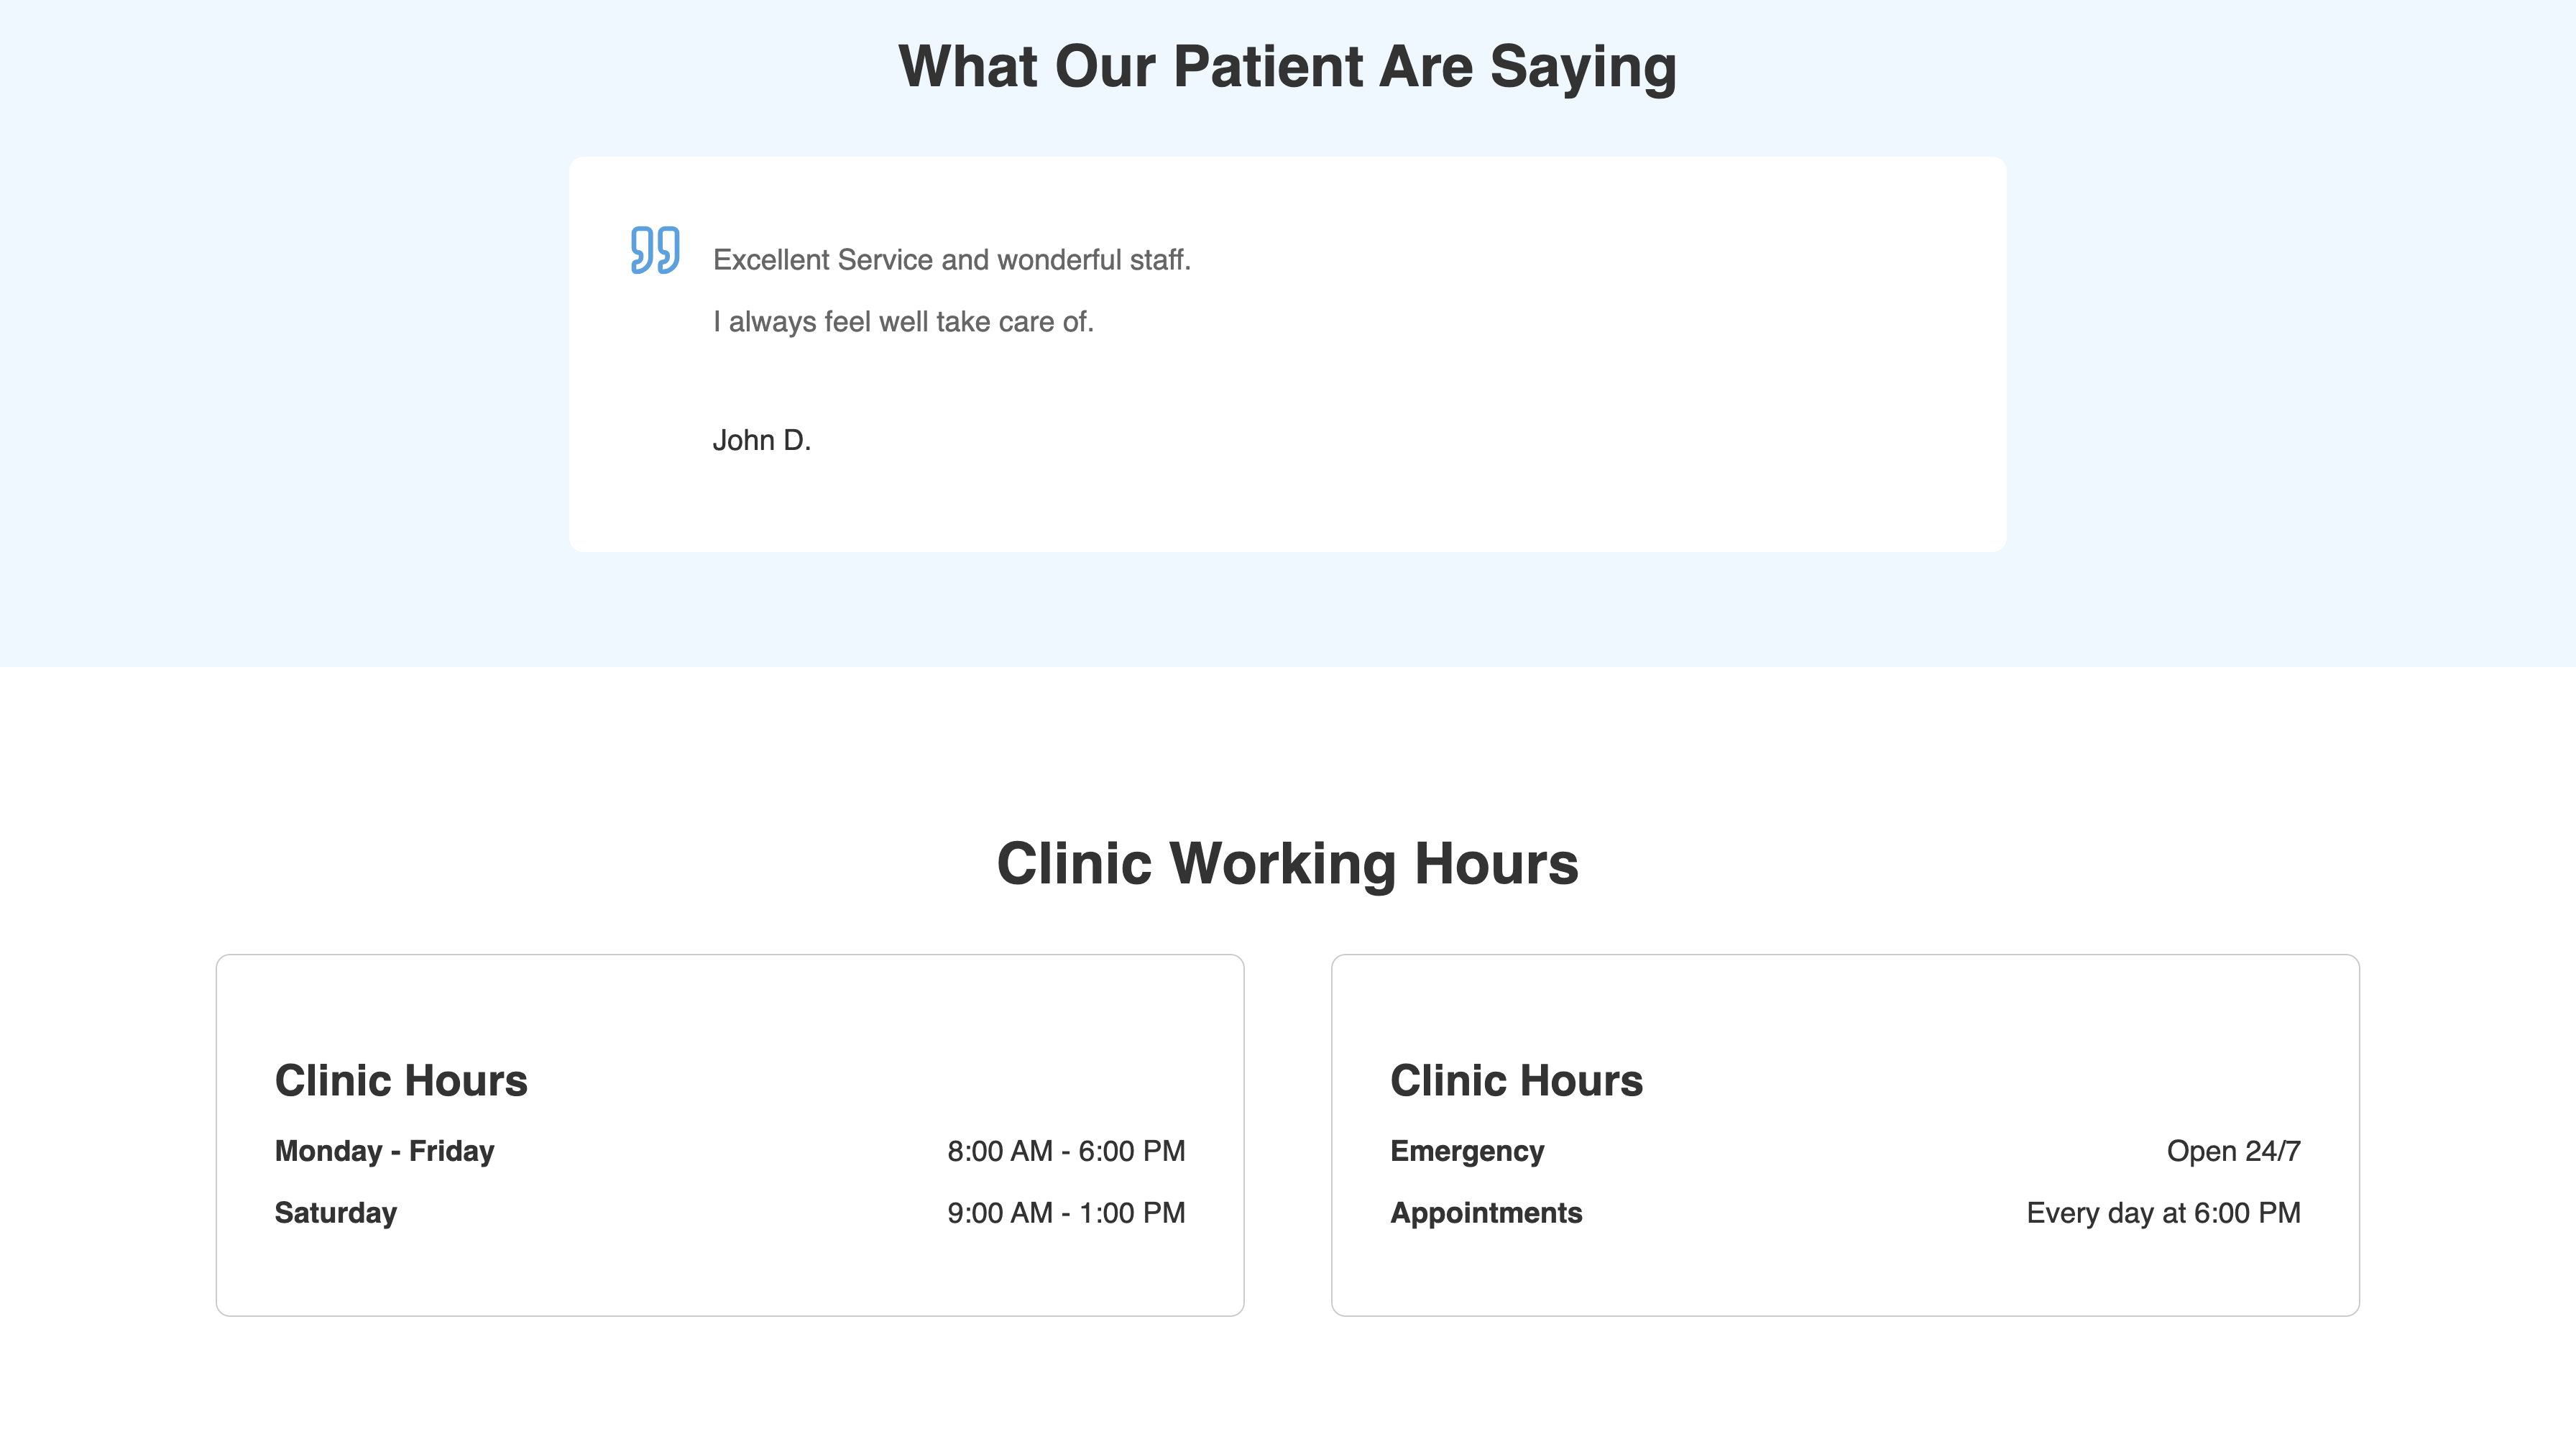 What Our Patient Are Saying
Excellent Service and wonderful staff.
I always feel well take care of.
John D.
Clinic Working Hours
Clinic Hours
Monday - Friday 8:00 AM - 6:00 PM
Saturday 9:00 AM - 1:00 PM
Clinic Hours
Emergency Open 24/7
Appointments Every day at 6:00 PM